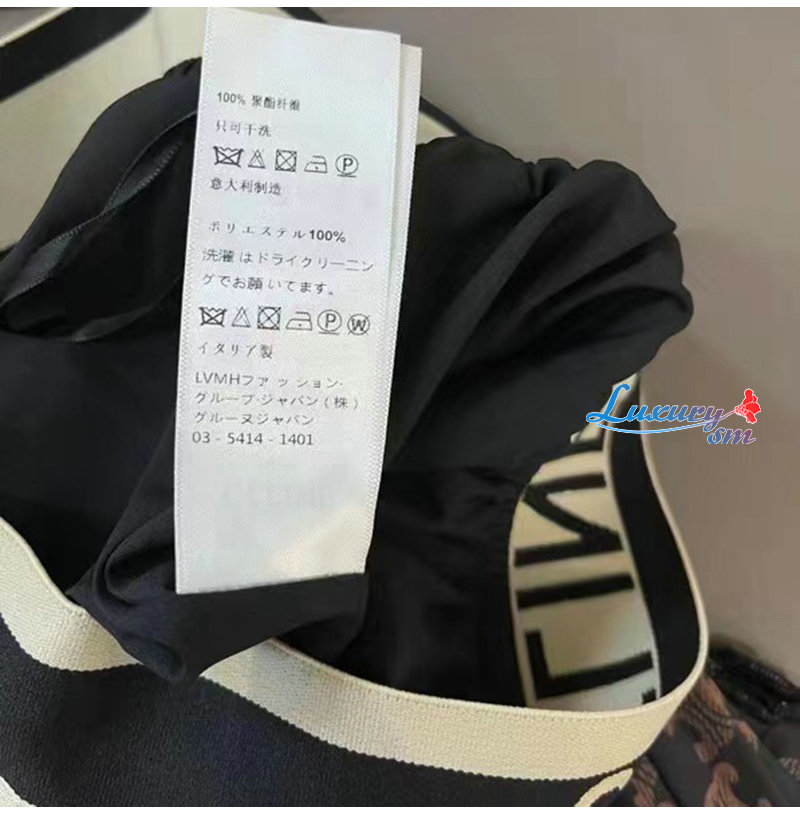 100% 聚酯纤维
只可干洗
P
意大利制造
ポリエステル100%
洗濯 はドライクリーニン
グでお願いてます。
P W
イタリア製
LVMHファ ッション·
グループ·ジャパン ( 株 )
グルーヌジャパン
03 - 5414 - 1401
Luxury
sm
LINE